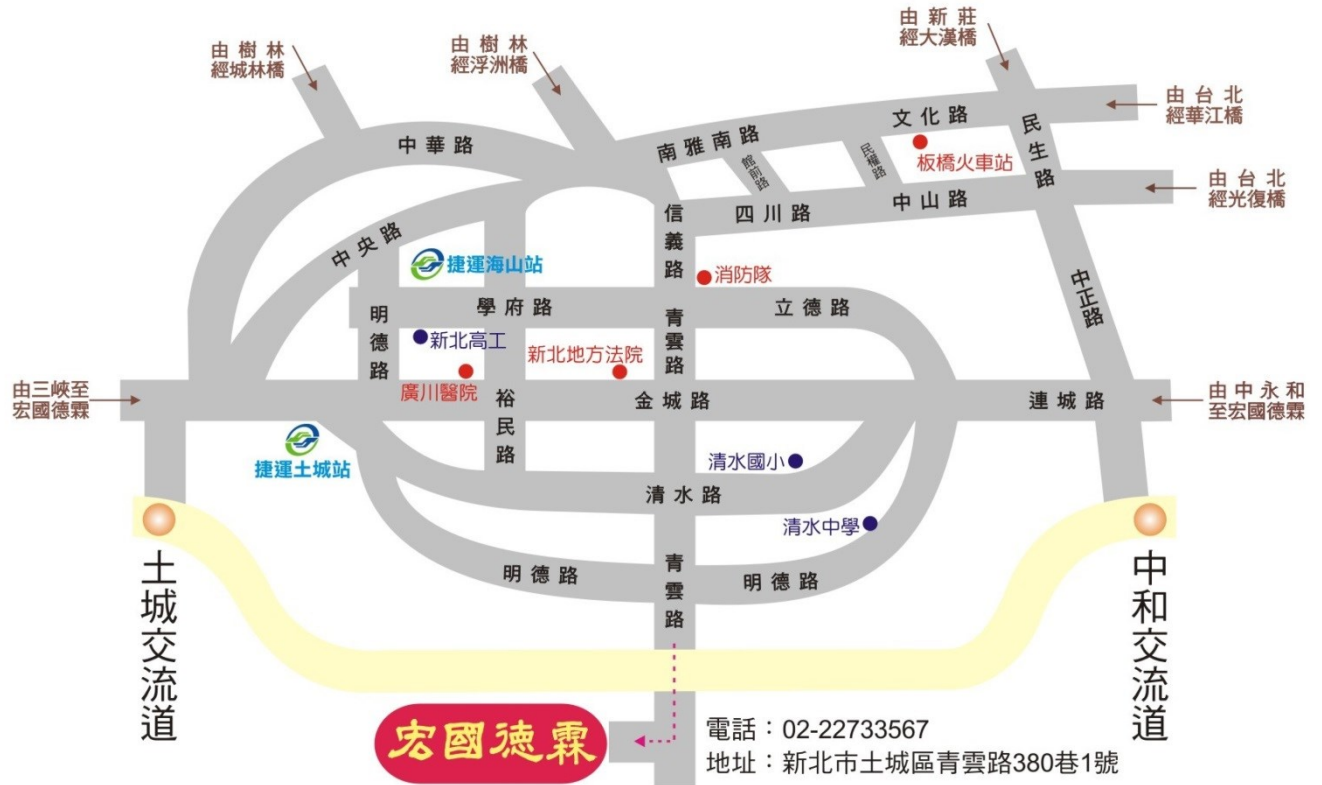 由樹林
經城林橋
由樹林
經浮洲橋
由新莊
經大漢橋
由台北
經華江橋
由台北
經光復橋
中華路
南雅南路
文化路
民生路
館前路
民權路
板橋火車站
四川路
中山路
信義路
中央路
捷運海山站
消防隊
中正路
明德路
學府路
青雲路
立德路
新北高工
新北地方法院
廣川醫院
由三峽至
宏國德霖
裕民路
金城路
連城路
由中永和
至宏國德霖
捷運土城站
清水國小
清水路
清水中學
土城交流道
明德路
青雲路
明德路
中和交流道
宏國德霖
電話：02-22733567
地址：新北市土城區青雲路380巷1號